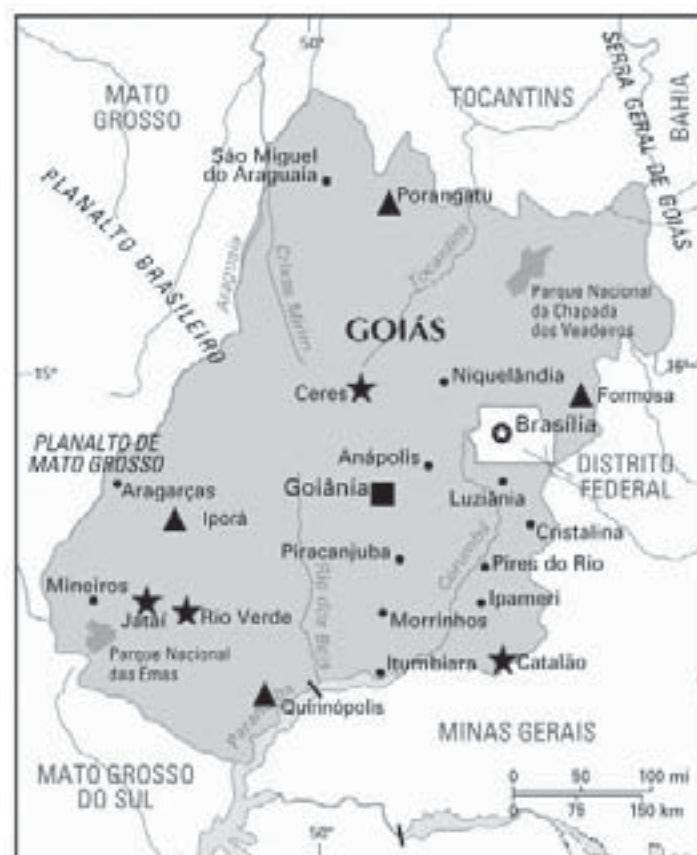 50°
MATO
GROSSO
TOCANTINS
BAHIA
SERRA GERAL DE GOIÁS
São Miguel
do Araguaia
Porangatu
PLANALTO BRASILEIRO
Araguaia
Crixas Mirim
Tocantins
Parque Nacional
da Chapada
dos Veadeiros
GOIÁS
15°
Niquelândia
Ceres
Formosa
Brasília
PLANALTO DE
MATO GROSSO
Anápolis
DISTRITO
FEDERAL
Aragarças
Goiânia
Luziânia
Iporá
Cristalina
Corumbá
Piracanjuba
Pires do Rio
Rio dos Bois
Mineiros
Ipameri
Jataí
Rio Verde
Morrinhos
Parque Nacional
das Emas
Itumbiara
Catalão
Quirinópolis
MINAS GERAIS
MATO GROSSO
DO SUL
0 50 100 mi
0 75 150 km
50°